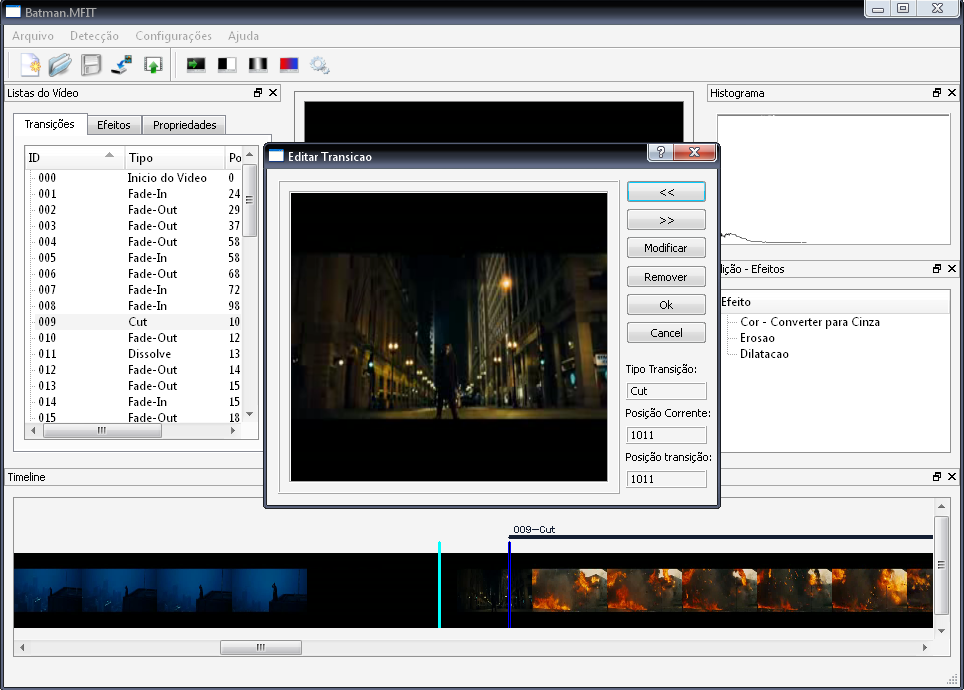 Batman.MFIT
Arquivo Detecção Configurações Ajuda
Listas do Vídeo
Transições Efeitos Propriedades
ID Tipo Po
000 Inicio do Video 0
001 Fade-In 24
002 Fade-Out 29
003 Fade-Out 37
004 Fade-Out 58
005 Fade-In 58
006 Fade-Out 68
007 Fade-In 72
008 Fade-In 98
009 Cut 10
010 Fade-Out 12
011 Dissolve 13
012 Fade-Out 14
013 Fade-Out 15
014 Fade-In 15
015 Fade-Out 18
Editar Transicao
<<
>>
Modificar
Remover
Ok
Cancel
Tipo Transição:
Cut
Posição Corrente:
1011
Posição transição:
1011
Histograma
ição - Efeitos
Efeito
Cor - Converter para Cinza
Erosao
Dilatacao
Timeline
009-Cut